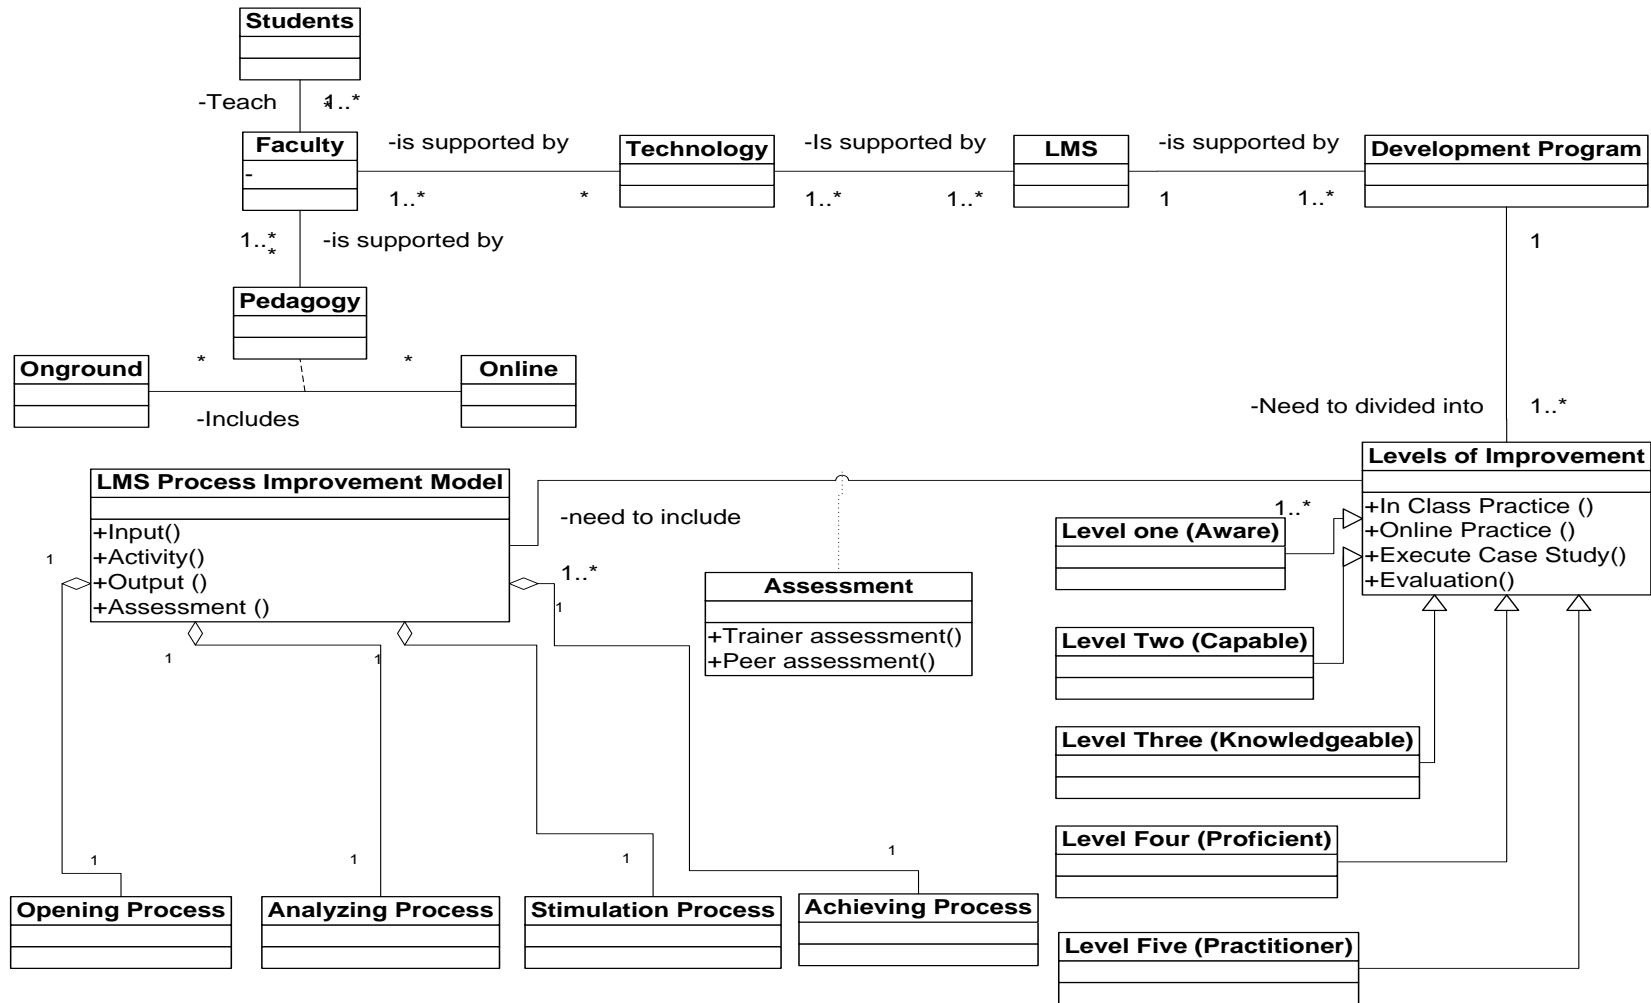 Students
-Teach
1..*
*
Faculty
-
-is supported by
1..*
*
Technology
-Is supported by
1..*
1..*
LMS
-is supported by
1
1..*
Development Program
1..*
*
-is supported by
1
Pedagogy
Onground
*
*
Online
-Includes
-Need to divided into
1..*
Levels of Improvement
+In Class Practice ()
+Online Practice ()
+Execute Case Study()
+Evaluation()
LMS Process Improvement Model
+Input()
+Activity()
+Output ()
+Assessment ()
-need to include
1..*
1..*
1
1
1
1
Assessment
+Trainer assessment()
+Peer assessment()
Level one (Aware)
Level Two (Capable)
Level Three (Knowledgeable)
Level Four (Proficient)
Level Five (Practitioner)
1
1
1
1
Opening Process
Analyzing Process
Stimulation Process
Achieving Process